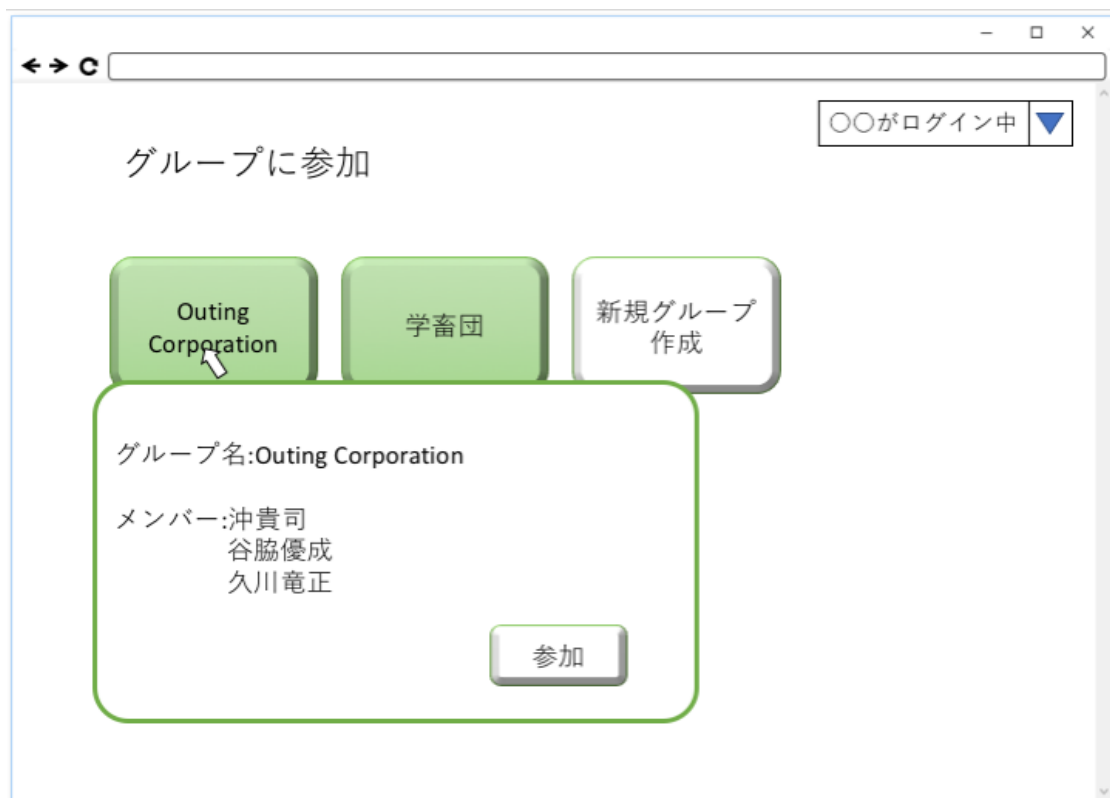 〇〇がログイン中
グループに参加
Outing
Corporation
学畜団
新規グループ
作成
グループ名:Outing Corporation
メンバー:沖貴司
谷脇優成
久川竜正
参加